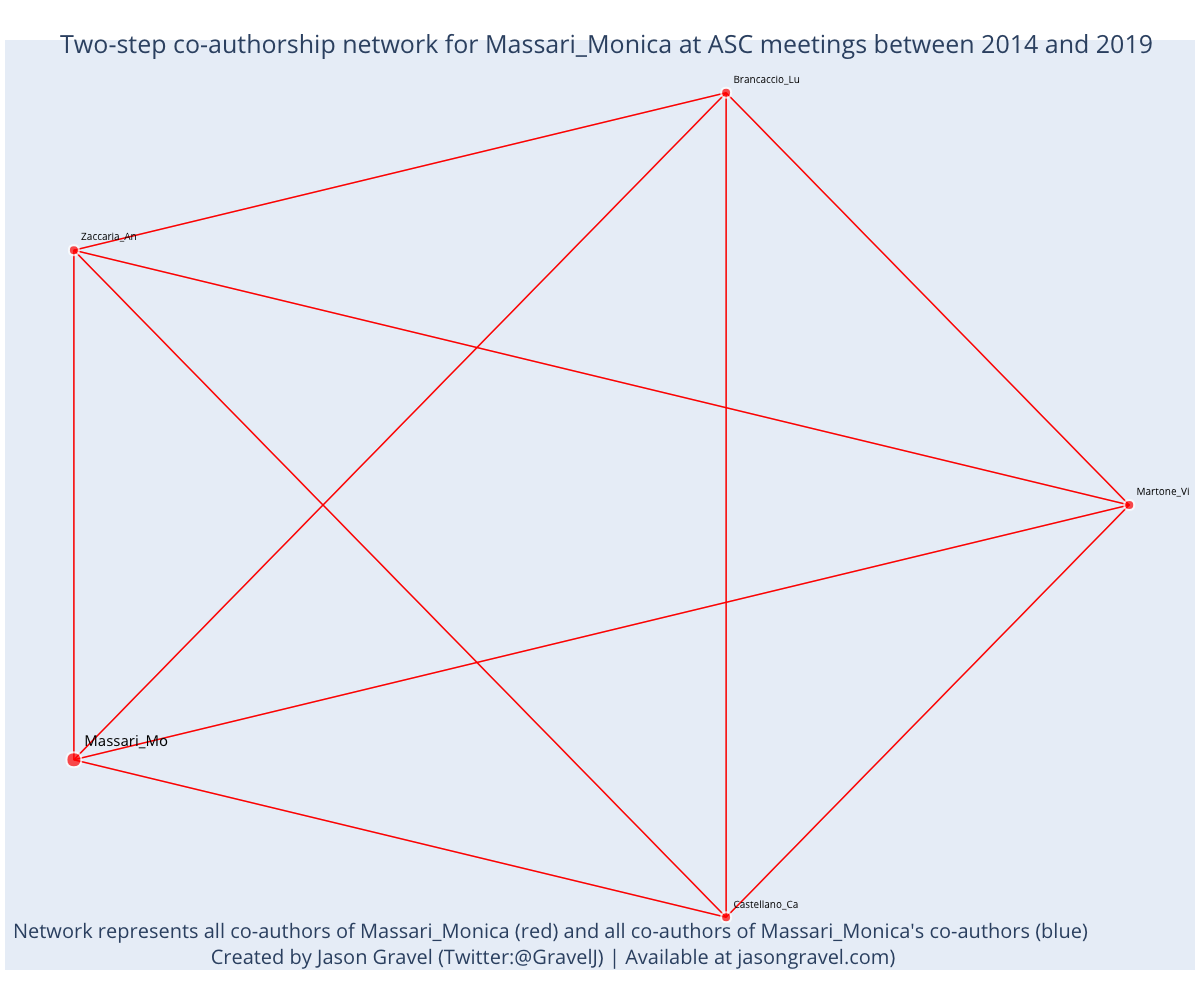 Two-step co-authorship network for Massari_Monica at ASC meetings between 2014 and 2019
Brancaccio_Lu
Zaccaria_An
Martone_Vi
Massari_Mo
Castellano_Ca
Network represents all co-authors of Massari_Monica (red) and all co-authors of Massari_Monica's co-authors (blue)
Created by Jason Gravel (Twitter:@GravelJ) | Available at jasongravel.com)